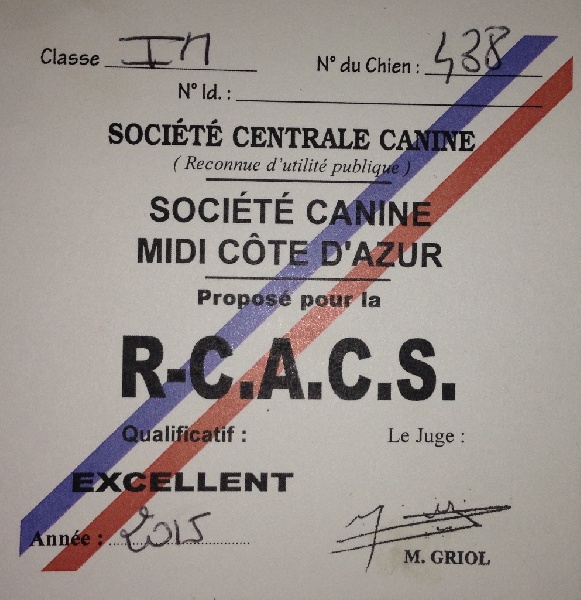 Classe IM N° du Chien : 438
N° Id. :
SOCIÉTÉ CENTRALE CANINE
( Reconnue d'utilité publique )
SOCIÉTÉ CANINE
MIDI CÔTE D'AZUR
Proposé pour la
R-C.A.C.S.
Qualificatif : Le Juge :
EXCELLENT
Année : 2015
M. GRIOL